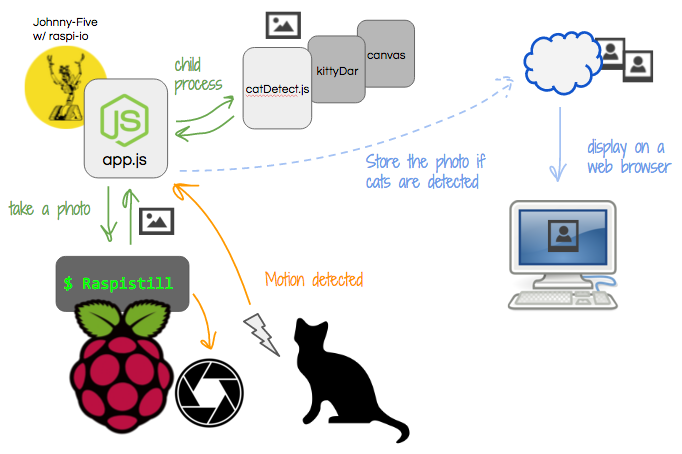 Johnny-Five
w/ raspi-io
child
process
catDetect.js
kittyDar
canvas
JS
app.js
Store the photo if
cats are detected
display on a
web browser
take a photo
$ Raspistill
Motion detected